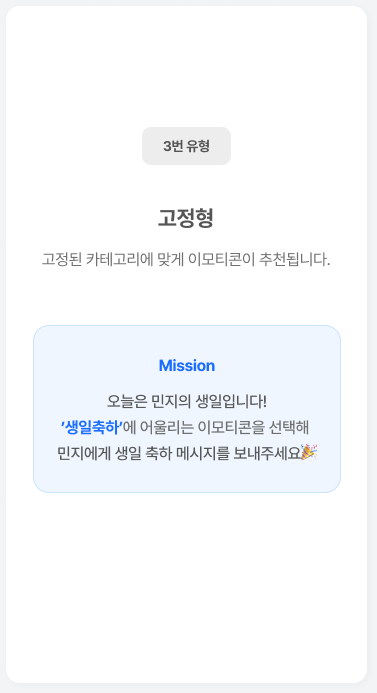 3번 유형
고정형
고정된 카테고리에 맞게 이모티콘이 추천됩니다.
Mission
오늘은 민지의 생일입니다!
'생일축하'에 어울리는 이모티콘을 선택해
민지에게 생일 축하 메시지를 보내주세요🎉